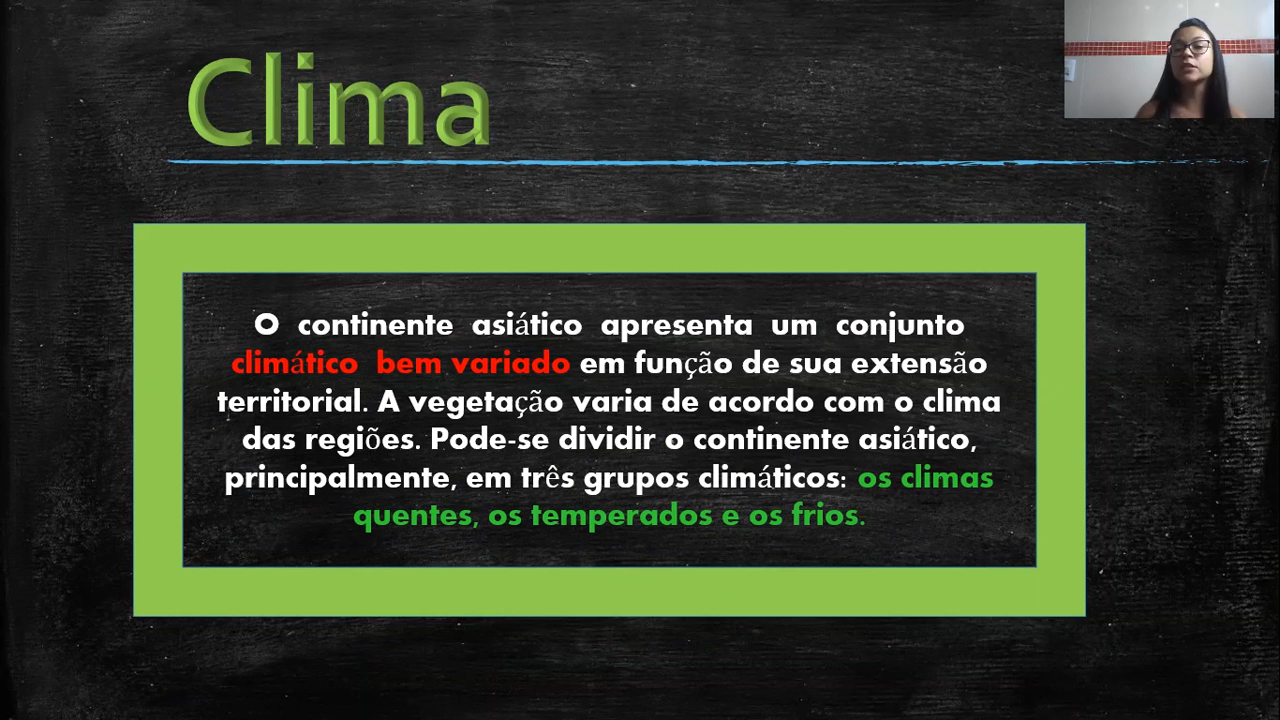 Clima
O continente asiático apresenta um conjunto
climático bem variado em função de sua extensão
territorial. A vegetação varia de acordo com o clima
das regiões. Pode-se dividir o continente asiático,
principalmente, em três grupos climáticos: os climas
quentes, os temperados e os frios.